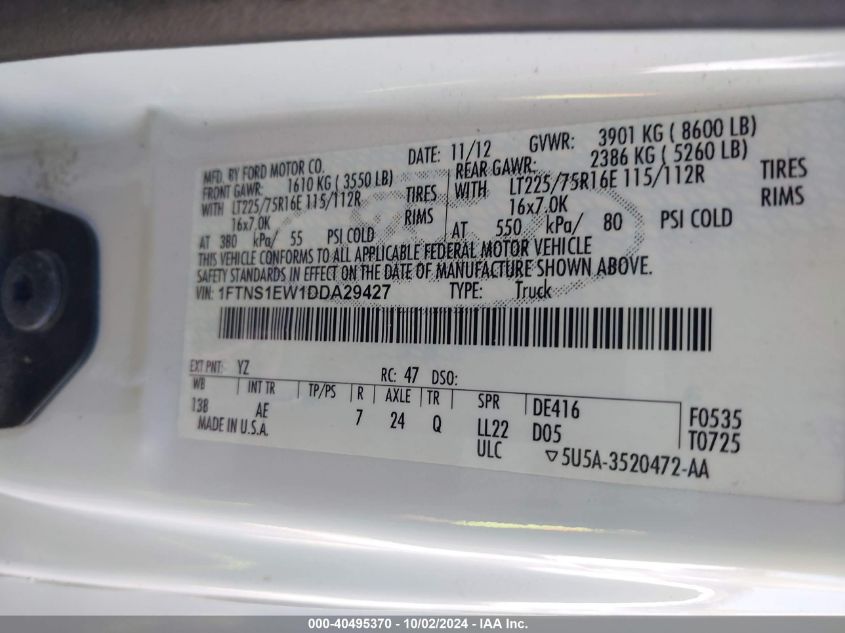 MFD. BY FORD MOTOR CO.
DATE: 11/12 GVWR: 3901 KG ( 8600 LB)
FRONT GAWR: 1610 KG ( 3550 LB) REAR GAWR: 2386 KG ( 5260 LB)
WITH LT225/75R16E 115/112R TIRES WITH LT225/75R16E 115/112R TIRES
16x7.0K RIMS 16x7.0K RIMS
AT 380 kPa/ 55 PSI COLD AT 550 kPa/ 80 PSI COLD
THIS VEHICLE CONFORMS TO ALL APPLICABLE FEDERAL MOTOR VEHICLE
SAFETY STANDARDS IN EFFECT ON THE DATE OF MANUFACTURE SHOWN ABOVE.
VIN: 1FTNS1EW1DDA29427 TYPE: Truck
EXT PNT: YZ RC: 47 DSO:
WB INT TR TP/PS R AXLE TR SPR DE416 F0535
138 AE 7 24 Q LL22 D05 T0725
MADE IN U.S.A. ULC ▽5U5A-3520472-AA
000-40495370 - 10/02/2024 - IAA Inc.